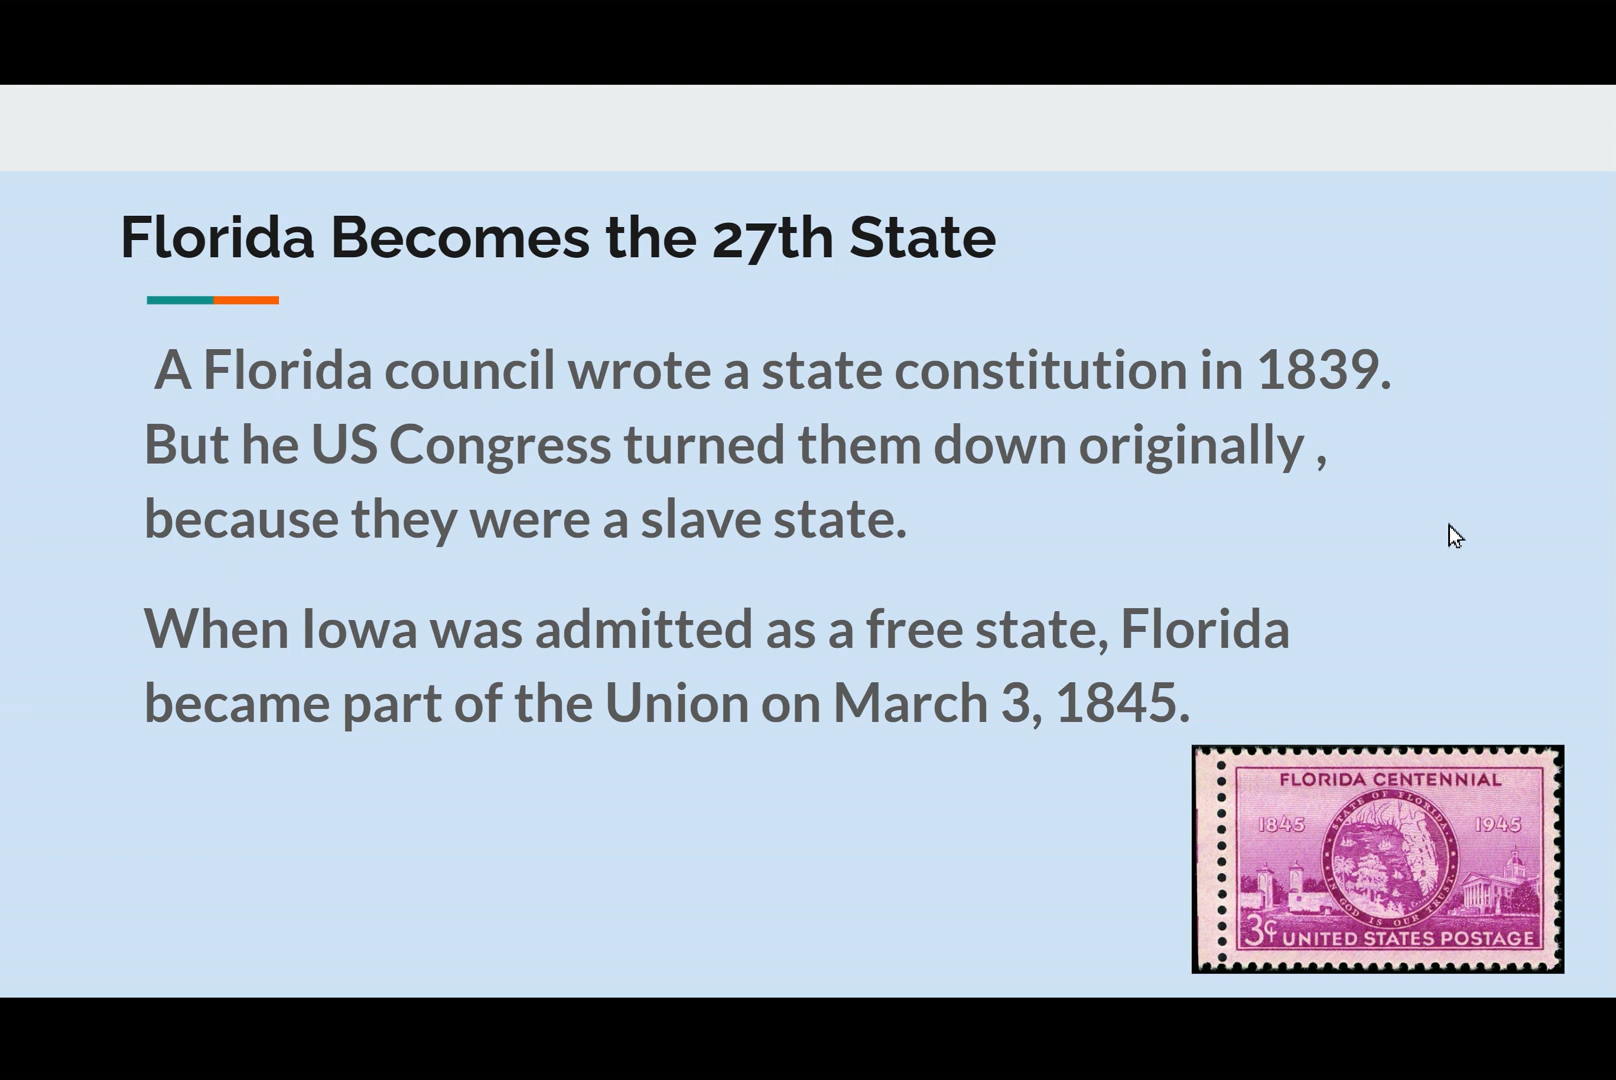 Florida Becomes the 27th State
A Florida council wrote a state constitution in 1839.
But he US Congress turned them down originally ,
because they were a slave state.
When Iowa was admitted as a free state, Florida
became part of the Union on March 3, 1845.
FLORIDA CENTENNIAL
STATE OF FLORIDA
1845
1945
IN GOD IS OUR TRUST
3¢ UNITED STATES POSTAGE